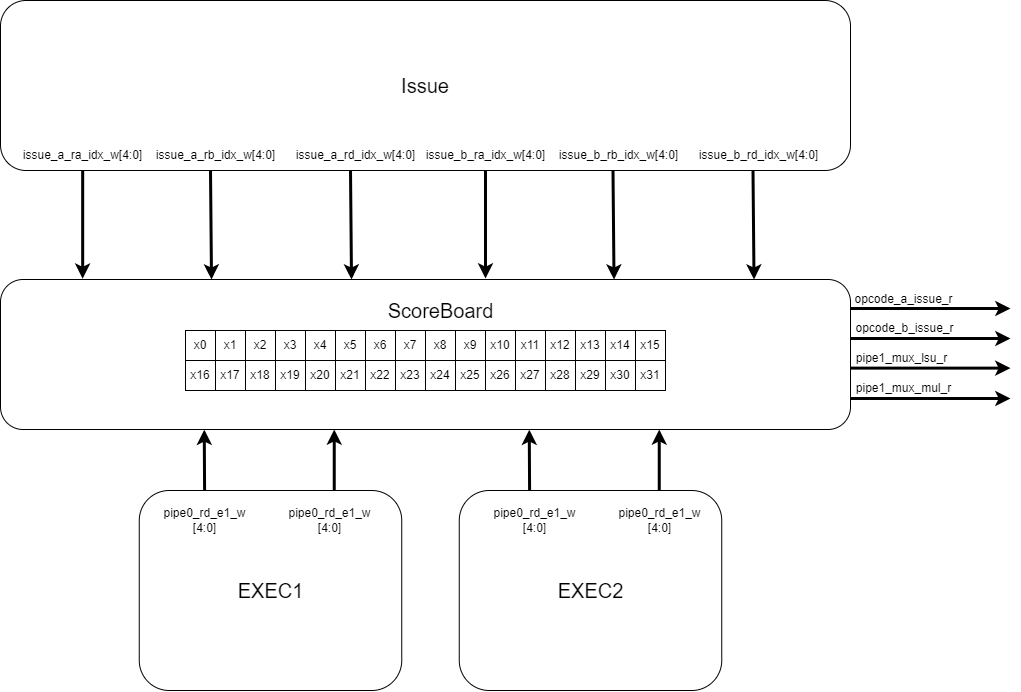 Issue
issue_a_ra_idx_w[4:0] issue_a_rb_idx_w[4:0] issue_a_rd_idx_w[4:0] issue_b_ra_idx_w[4:0] issue_b_rb_idx_w[4:0] issue_b_rd_idx_w[4:0]
ScoreBoard
x0 x1 x2 x3 x4 x5 x6 x7 x8 x9 x10 x11 x12 x13 x14 x15
x16 x17 x18 x19 x20 x21 x22 x23 x24 x25 x26 x27 x28 x29 x30 x31
opcode_a_issue_r
opcode_b_issue_r
pipe1_mux_lsu_r
pipe1_mux_mul_r
pipe0_rd_e1_w
[4:0]
pipe0_rd_e1_w
[4:0]
EXEC1
pipe0_rd_e1_w
[4:0]
pipe0_rd_e1_w
[4:0]
EXEC2